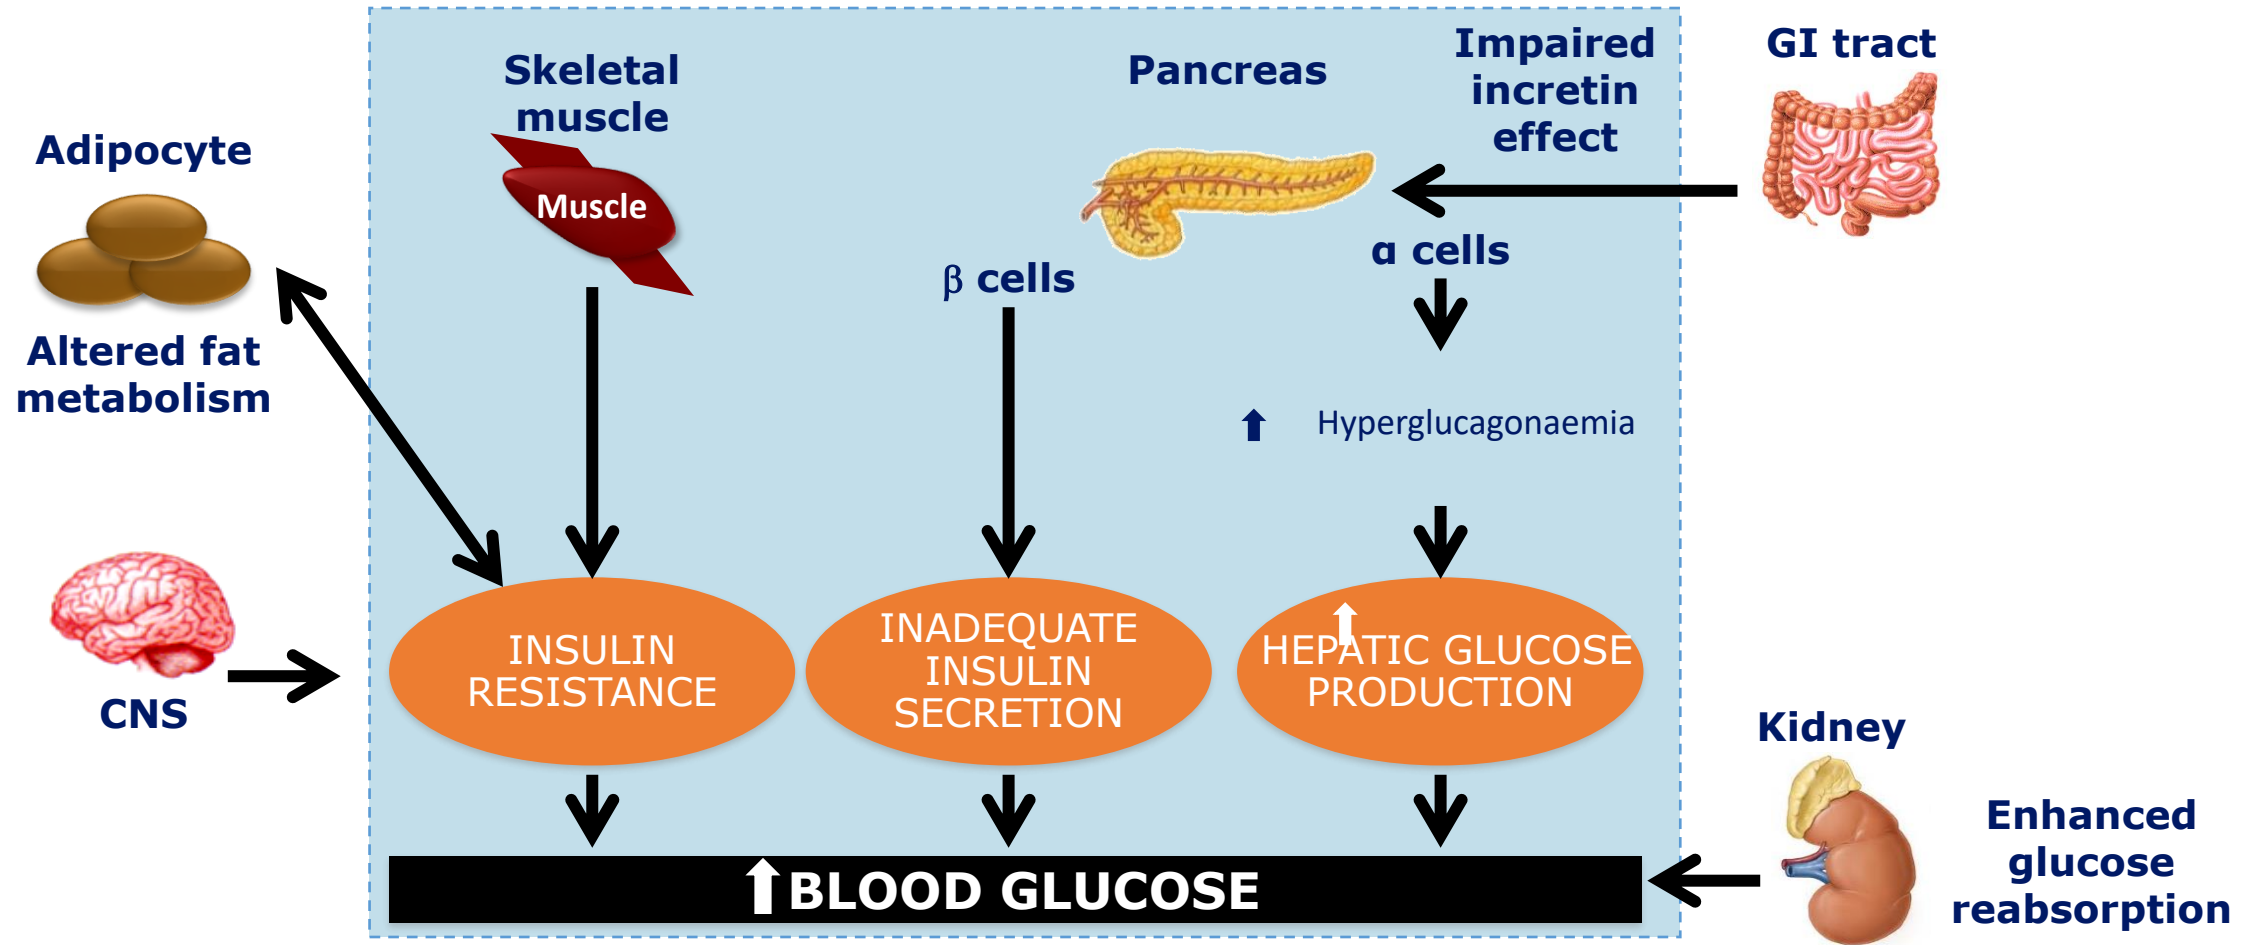 Skeletal
muscle
Muscle
Pancreas
Impaired
incretin
effect
GI tract
Adipocyte
Altered fat
metabolism
β cells
ɑ cells
Hyperglucagonaemia
CNS
INSULIN
RESISTANCE
INADEQUATE
INSULIN
SECRETION
HEPATIC GLUCOSE
PRODUCTION
Kidney
Enhanced
glucose
reabsorption
BLOOD GLUCOSE